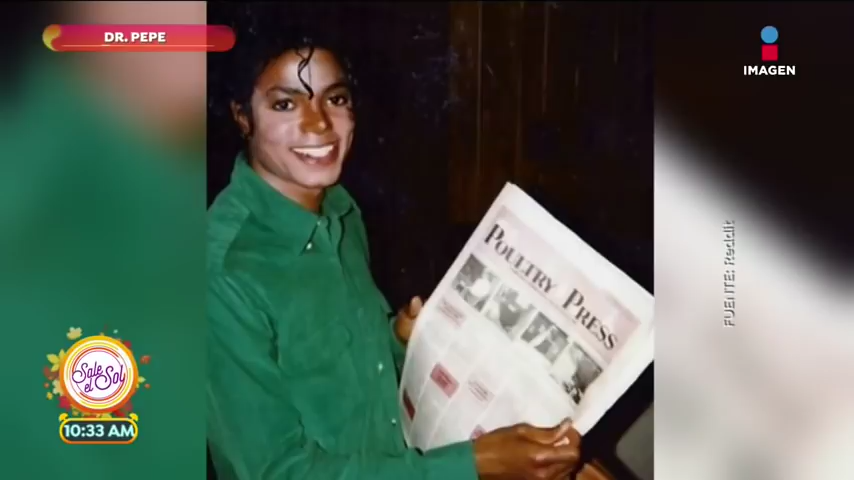 DR. PEPE
IMAGEN
POULTRY PRESS
FUENTE: Reddit
Sale
el
Sol
10:33 AM